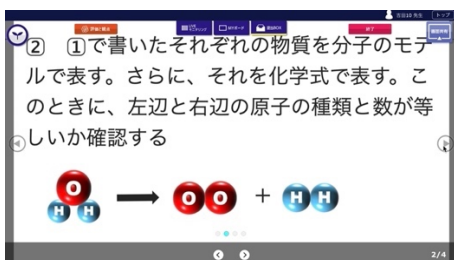 トップ
終了
② ①で書いたそれぞれの物質を分子のモデ
ルで表す。さらに、それを化学式で表す。こ
のときに、左辺と右辺の原子の種類と数が等
しいか確認する
O H H → O O + H H
2/4